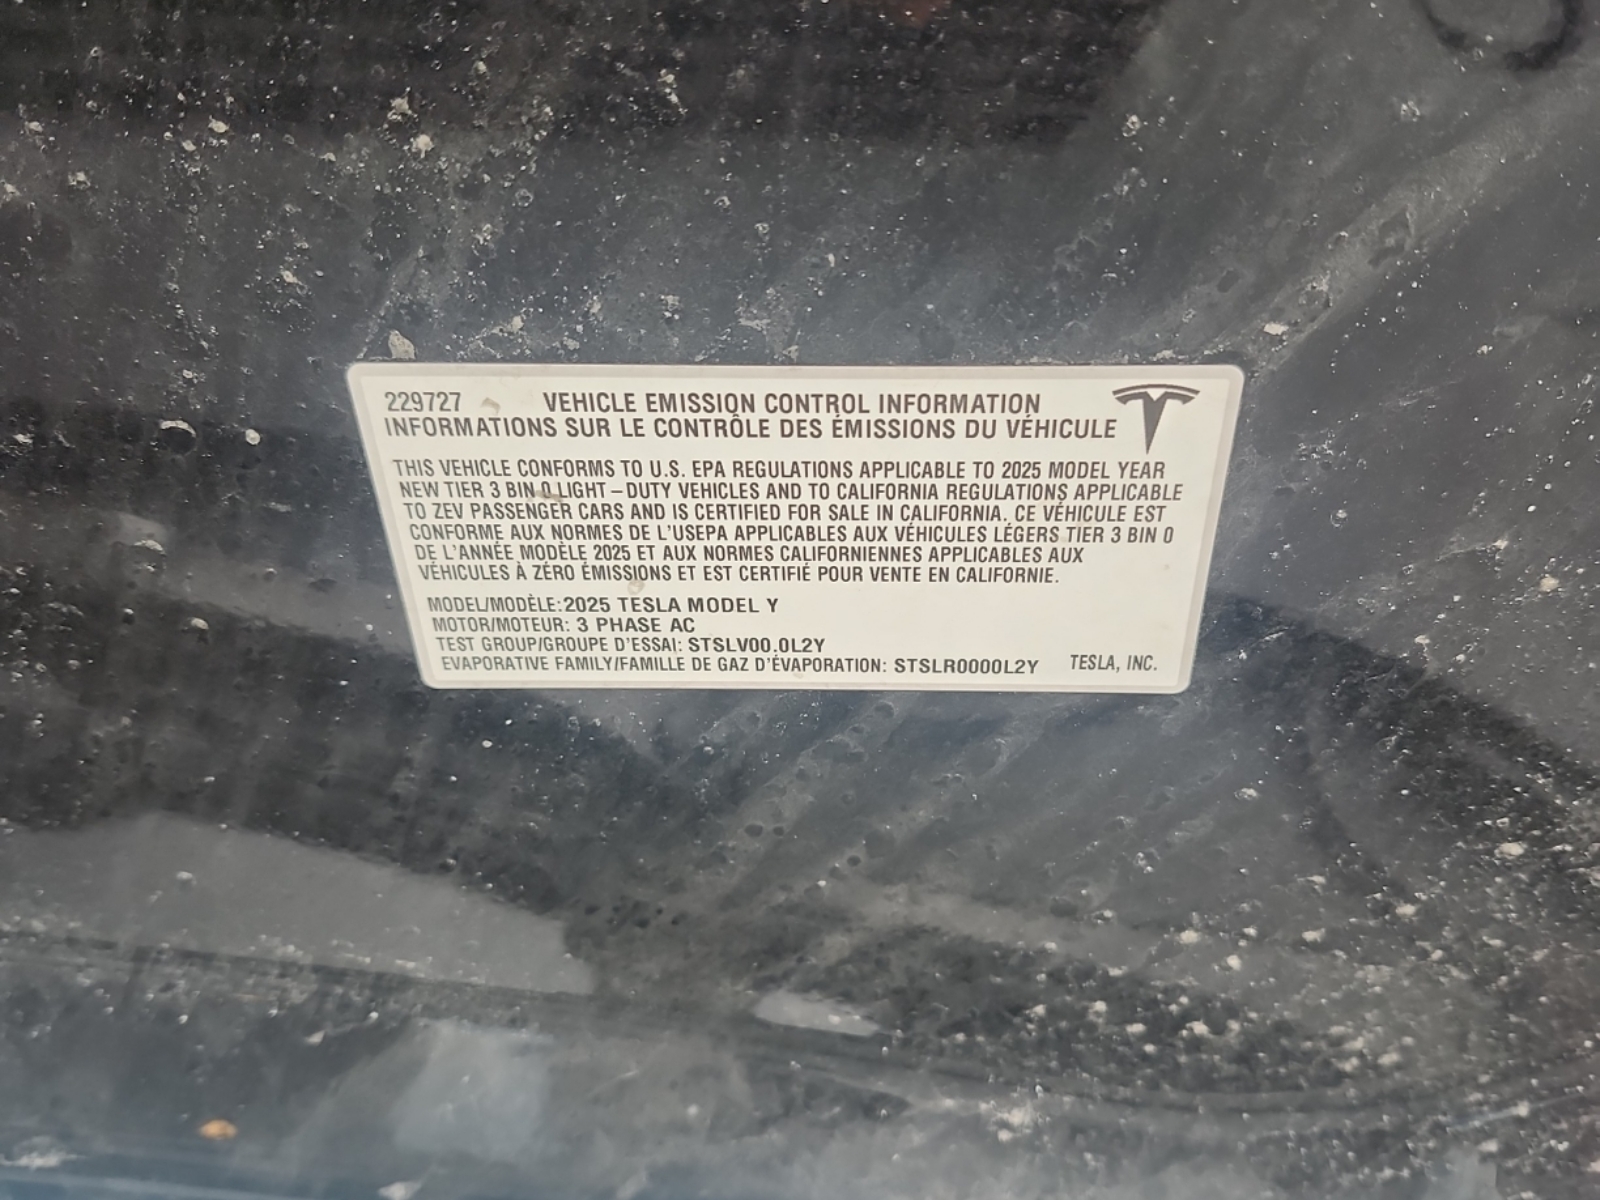 229727 VEHICLE EMISSION CONTROL INFORMATION
INFORMATIONS SUR LE CONTRÔLE DES ÉMISSIONS DU VÉHICULE
THIS VEHICLE CONFORMS TO U.S. EPA REGULATIONS APPLICABLE TO 2025 MODEL YEAR
NEW TIER 3 BIN 0 LIGHT – DUTY VEHICLES AND TO CALIFORNIA REGULATIONS APPLICABLE
TO ZEV PASSENGER CARS AND IS CERTIFIED FOR SALE IN CALIFORNIA. CE VÉHICULE EST
CONFORME AUX NORMES DE L'USEPA APPLICABLES AUX VÉHICULES LÉGERS TIER 3 BIN 0
DE L'ANNÉE MODÈLE 2025 ET AUX NORMES CALIFORNIENNES APPLICABLES AUX
VÉHICULES À ZÉRO ÉMISSIONS ET EST CERTIFIÉ POUR VENTE EN CALIFORNIE.
MODEL/MODÈLE: 2025 TESLA MODEL Y
MOTOR/MOTEUR: 3 PHASE AC
TEST GROUP/GROUPE D'ESSAI: STSLV00.0L2Y
EVAPORATIVE FAMILY/FAMILLE DE GAZ D'ÉVAPORATION: STSLR0000L2Y TESLA, INC.